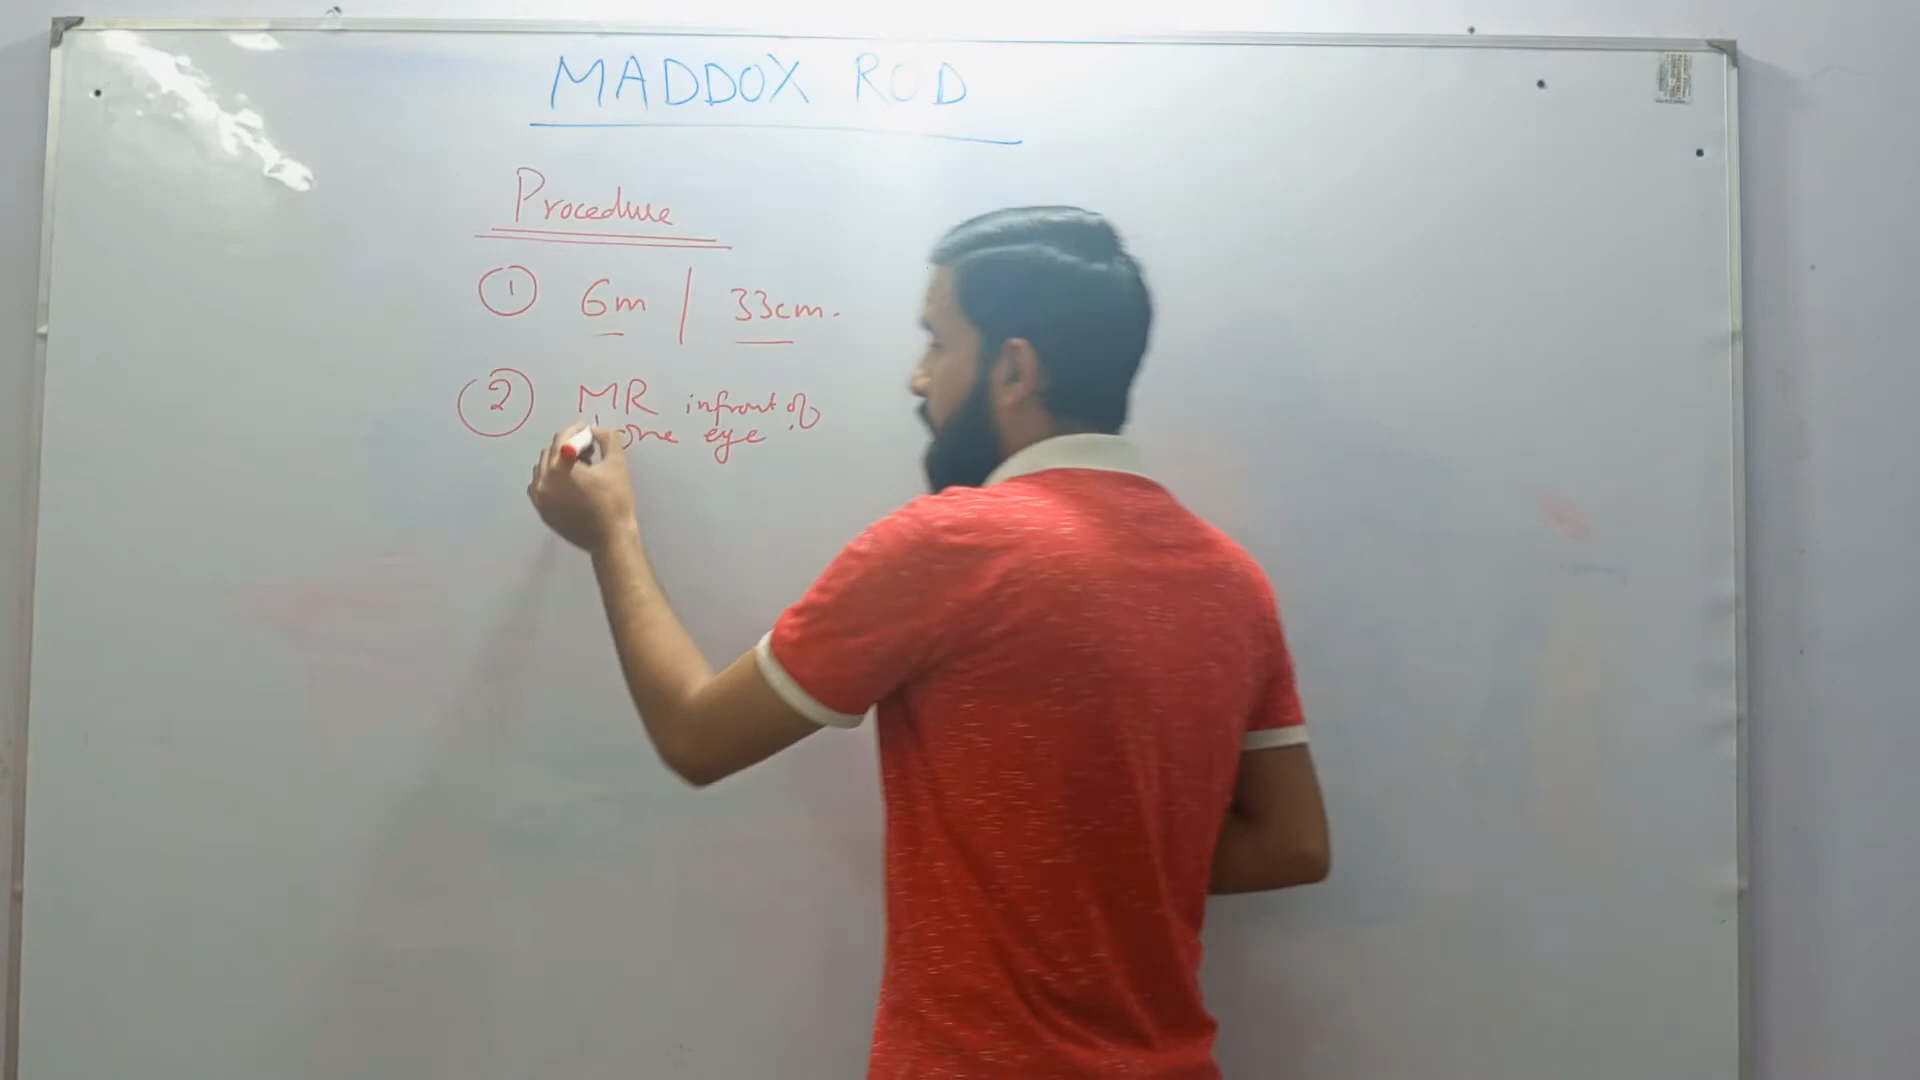 MADDOX ROD
Procedure
1 6m / 33cm.
2 MR infront of
one eye.